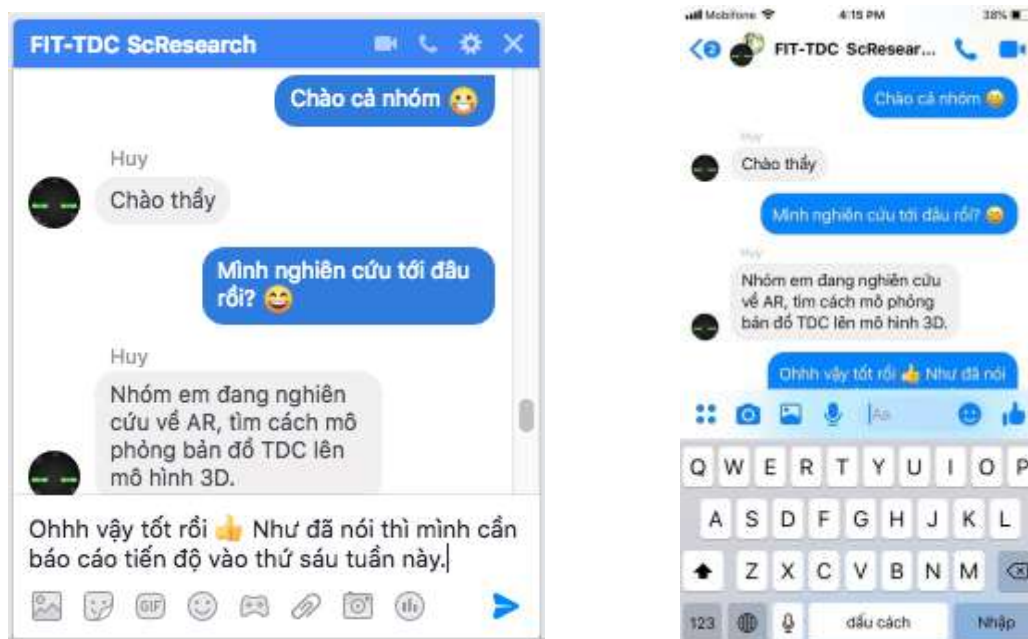 FIT-TDC ScResearch
Chào cả nhóm
Huy
Chào thầy
Mình nghiên cứu tới đâu
rồi?
Huy
Nhóm em đang nghiên
cứu về AR, tìm cách mô
phỏng bản đồ TDC lên
mô hình 3D.
Ohhh vậy tốt rồi 👍 Như đã nói thì mình cần
báo cáo tiến độ vào thứ sáu tuần này.
GIF
Mobifone 4:15 PM 38%
2 FIT-TDC ScResear...
Chào cả nhóm
Huy
Chào thầy
Mình nghiên cứu tới đâu rồi?
Huy
Nhóm em đang nghiên cứu
về AR, tìm cách mô phỏng
bản đồ TDC lên mô hình 3D.
Ohhh vậy tốt rồi 👍 Như đã nói
Aa
Q W E R T Y U I O P
A S D F G H J K L
Z X C V B N M
123 dấu cách Nhập